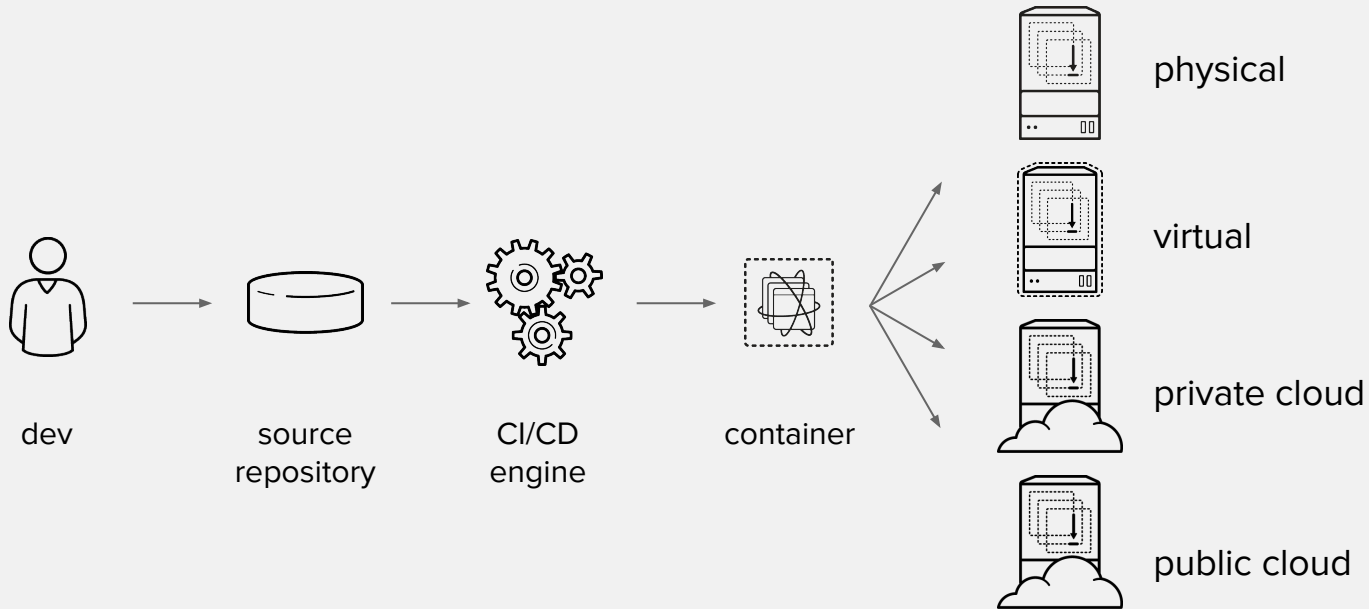 dev
source
repository
CI/CD
engine
container
physical
virtual
private cloud
public cloud